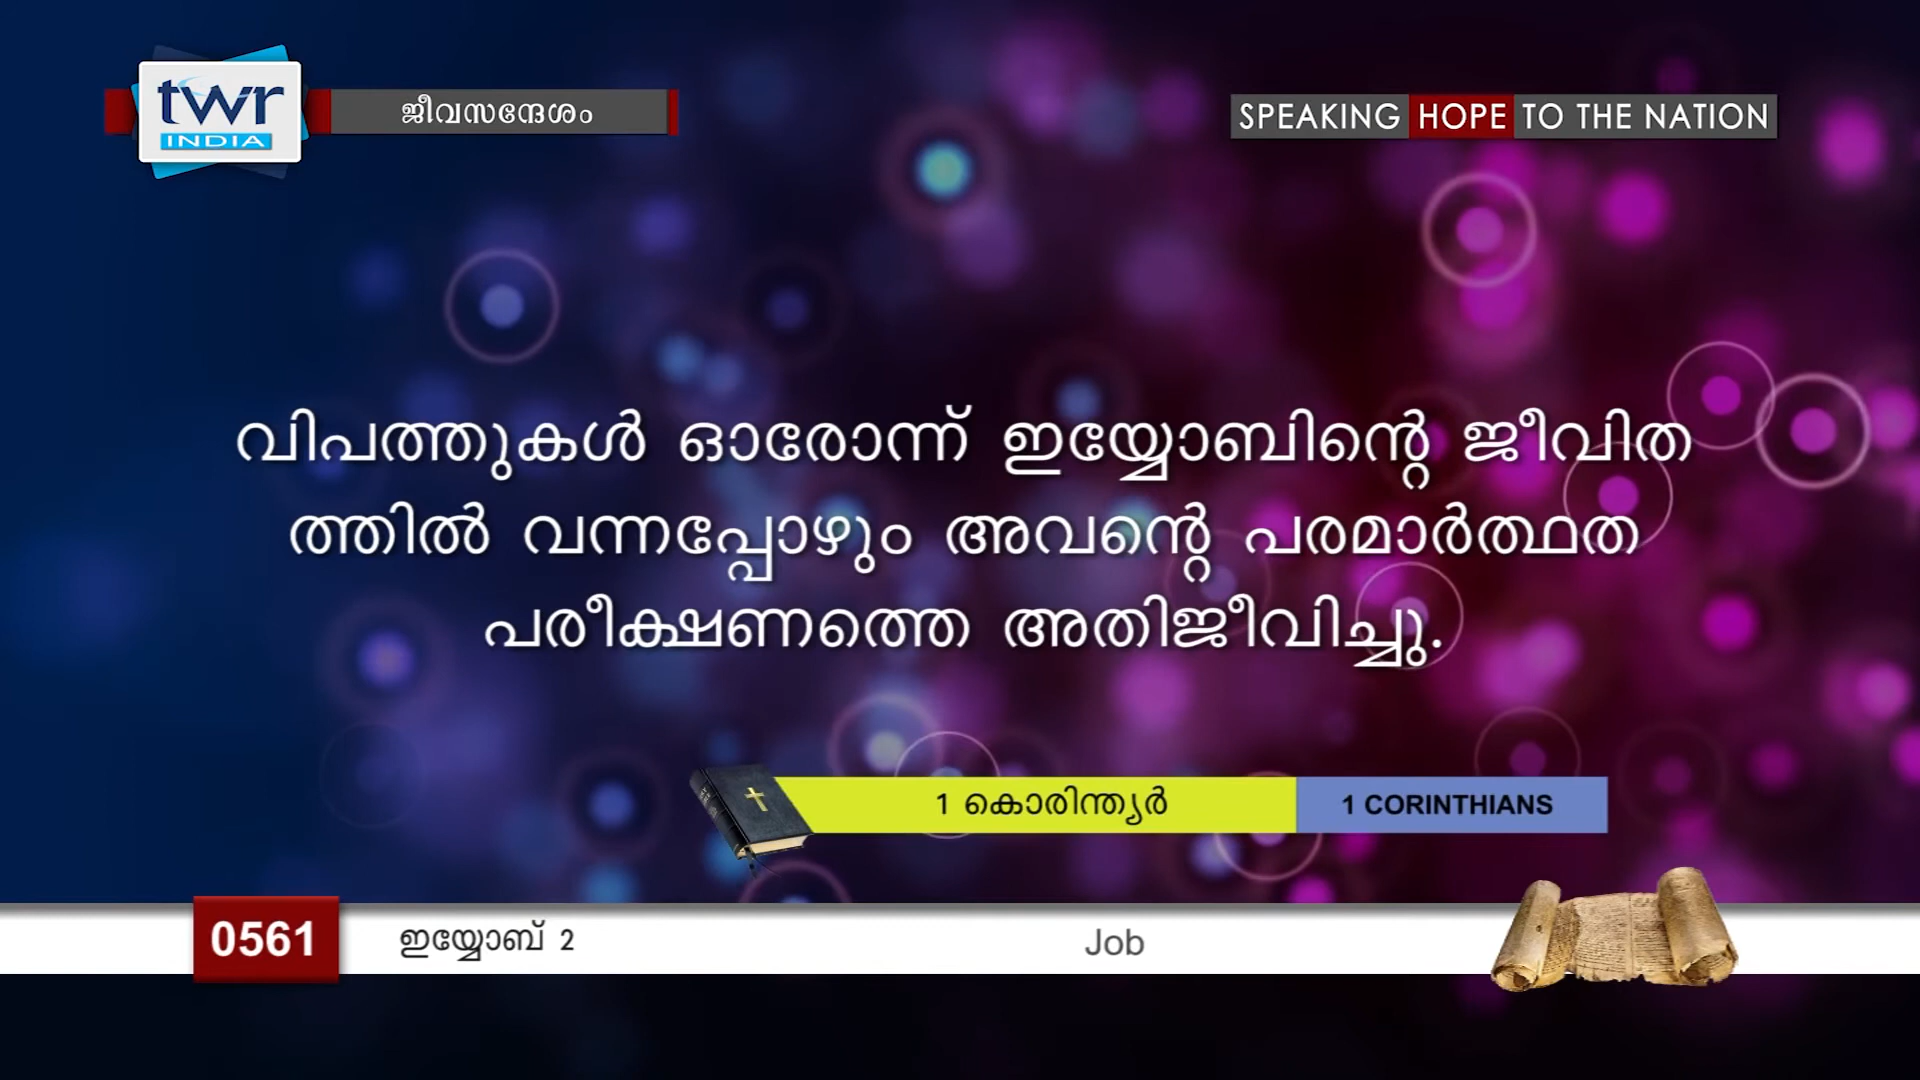 twr
INDIA
ജീവസന്ദേശം
SPEAKING HOPE TO THE NATION
വിപത്തുകൾ ഓരോന്ന് ഇയ്യോബിന്റെ ജീവിത
ത്തിൽ വന്നപ്പോഴും അവന്റെ പരമാർത്ഥത
പരീക്ഷണത്തെ അതിജീവിച്ചു.
1 കൊരിന്ത്യർ
1 CORINTHIANS
0561
ഇയ്യോബ് 2
Job